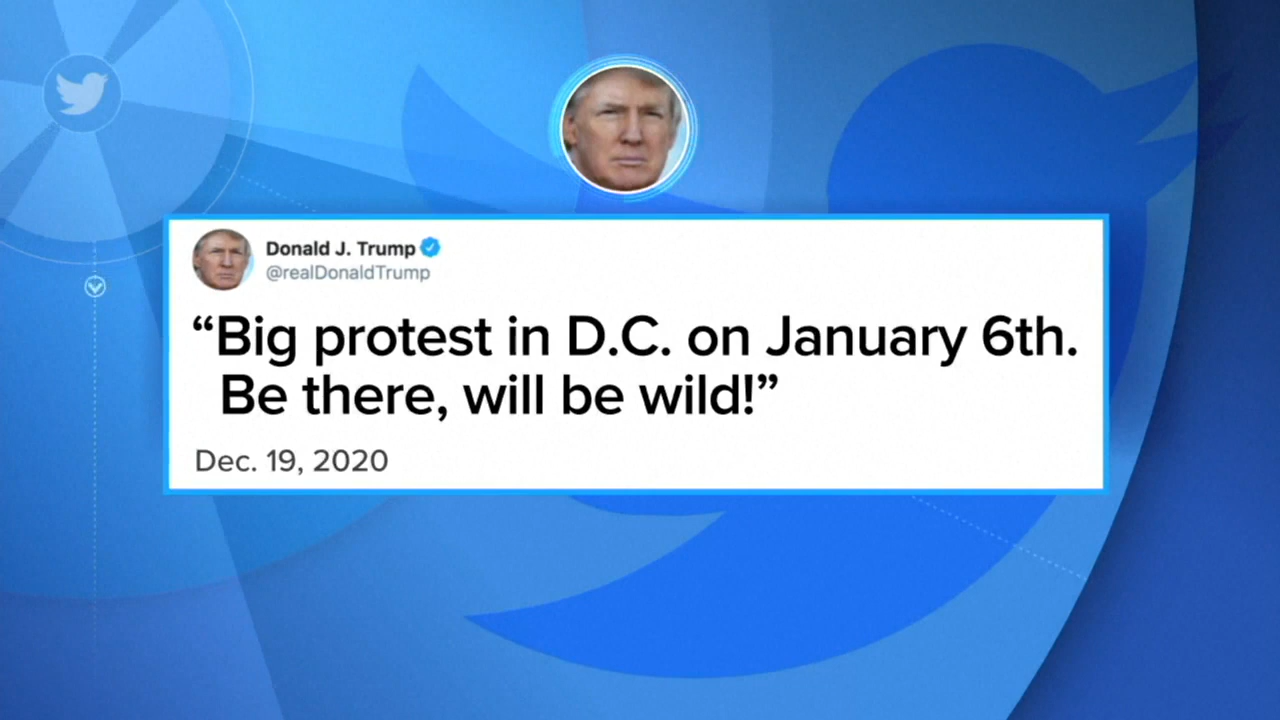 Donald J. Trump
@realDonaldTrump
“Big protest in D.C. on January 6th.
Be there, will be wild!”
Dec. 19, 2020